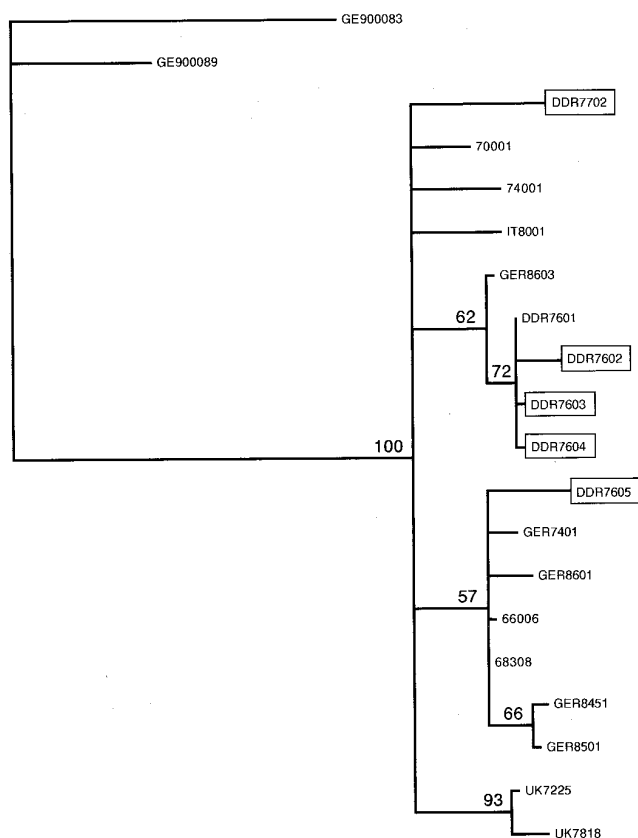 GE900083
GE900089
DDR7702
70001
74001
IT8001
GER8603
62
DDR7601
DDR7602
72
DDR7603
DDR7604
100
DDR7605
GER7401
GER8601
57
66006
68308
GER8451
66
GER8501
UK7225
93
UK7818